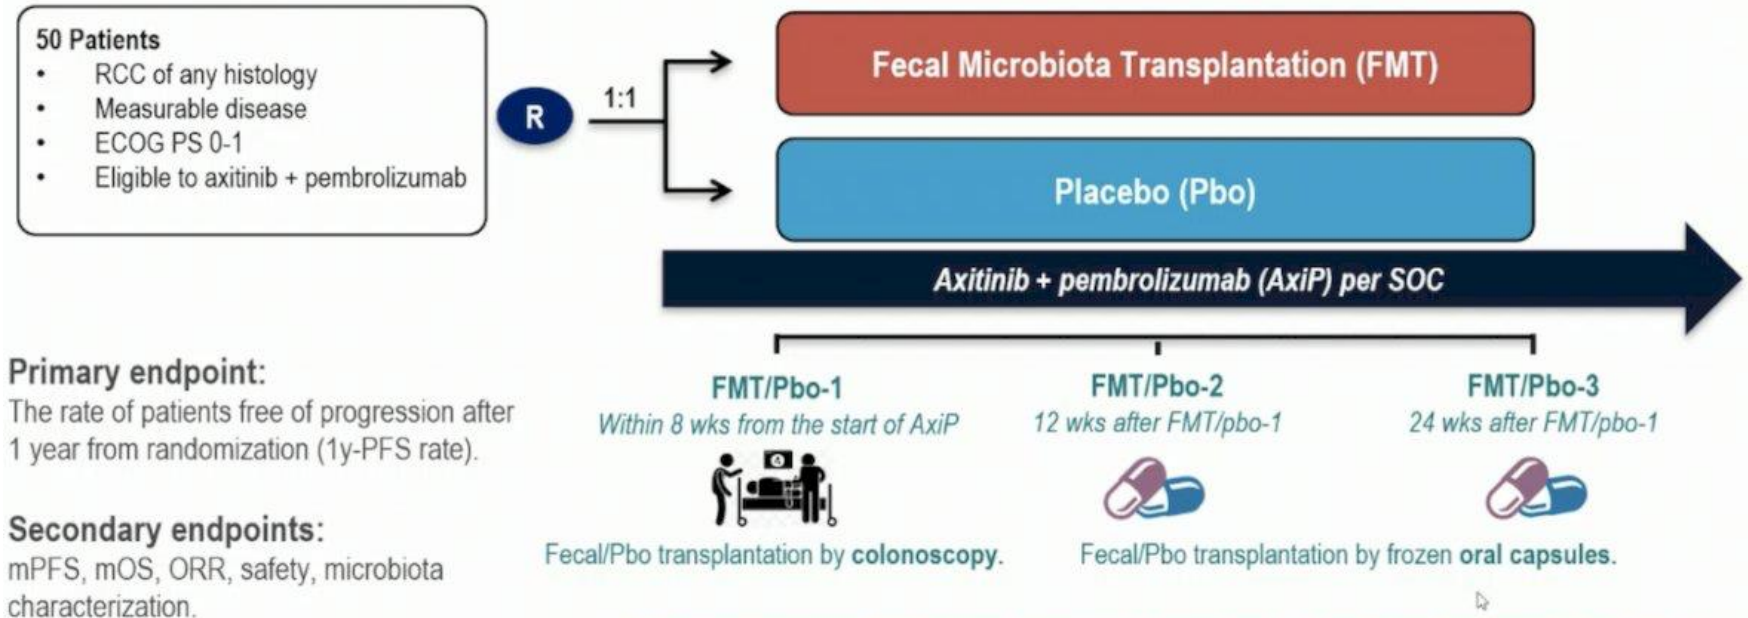 50 Patients
• RCC of any histology
• Measurable disease
• ECOG PS 0-1
• Eligible to axitinib + pembrolizumab
R
1:1
Fecal Microbiota Transplantation (FMT)
Placebo (Pbo)
Axitinib + pembrolizumab (AxiP) per SOC
Primary endpoint:
The rate of patients free of progression after
1 year from randomization (1y-PFS rate).
Secondary endpoints:
mPFS, mOS, ORR, safety, microbiota
characterization.
FMT/Pbo-1
Within 8 wks from the start of AxiP
Fecal/Pbo transplantation by colonoscopy.
FMT/Pbo-2
12 wks after FMT/pbo-1
FMT/Pbo-3
24 wks after FMT/pbo-1
Fecal/Pbo transplantation by frozen oral capsules.